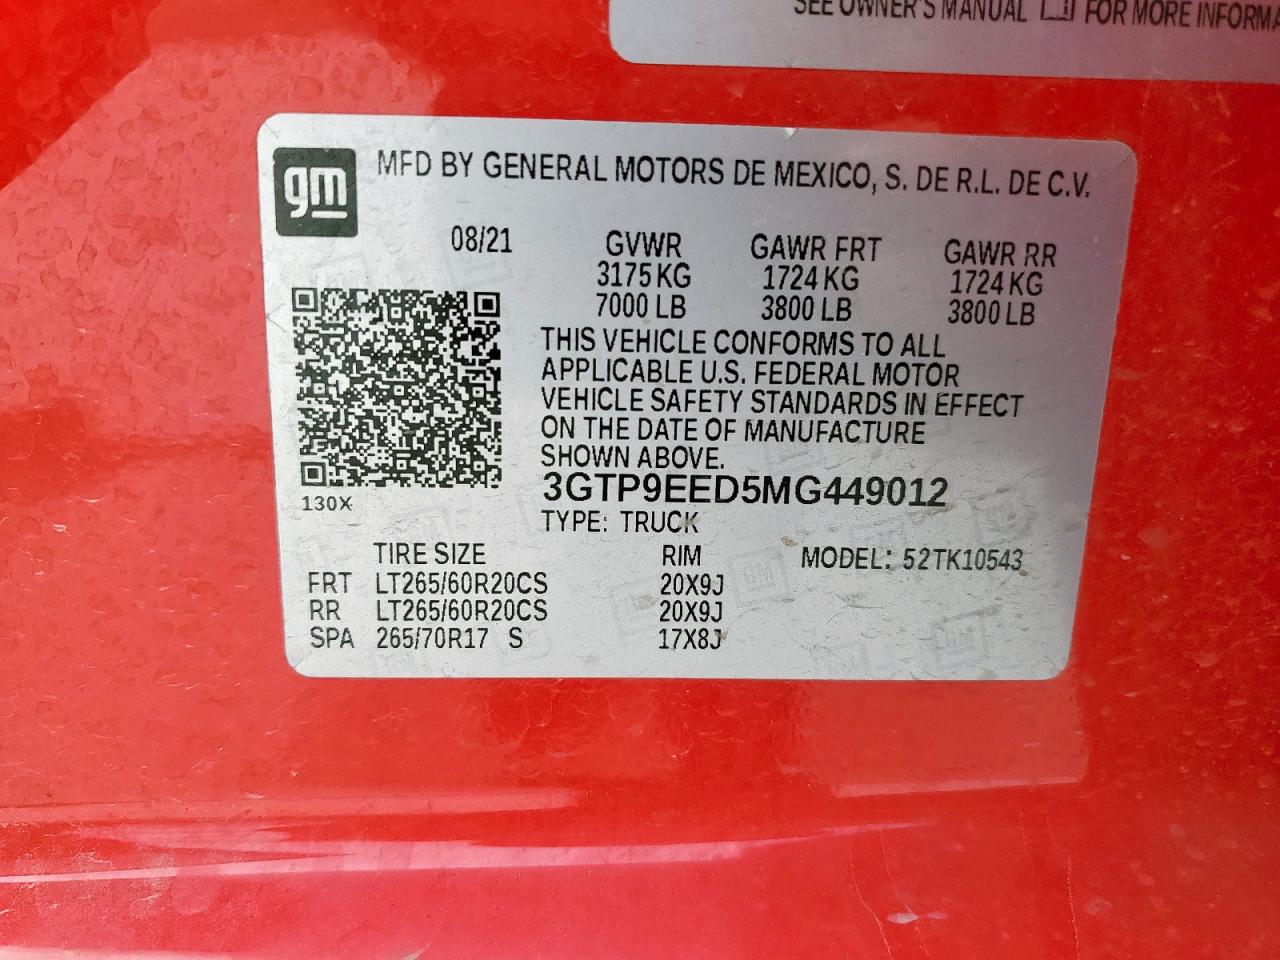 SEE OWNER'S MANUAL FOR MORE INFORMA
gm
MFD BY GENERAL MOTORS DE MEXICO, S. DE R.L. DE C.V.
08/21 GVWR GAWR FRT GAWR RR
3175 KG 1724 KG 1724 KG
7000 LB 3800 LB 3800 LB
THIS VEHICLE CONFORMS TO ALL
APPLICABLE U.S. FEDERAL MOTOR
VEHICLE SAFETY STANDARDS IN EFFECT
ON THE DATE OF MANUFACTURE
SHOWN ABOVE.
3GTP9EED5MG449012
130X
TYPE: TRUCK
TIRE SIZE RIM MODEL: 52TK10543
FRT LT265/60R20CS 20X9J
RR LT265/60R20CS 20X9J
SPA 265/70R17 S 17X8J